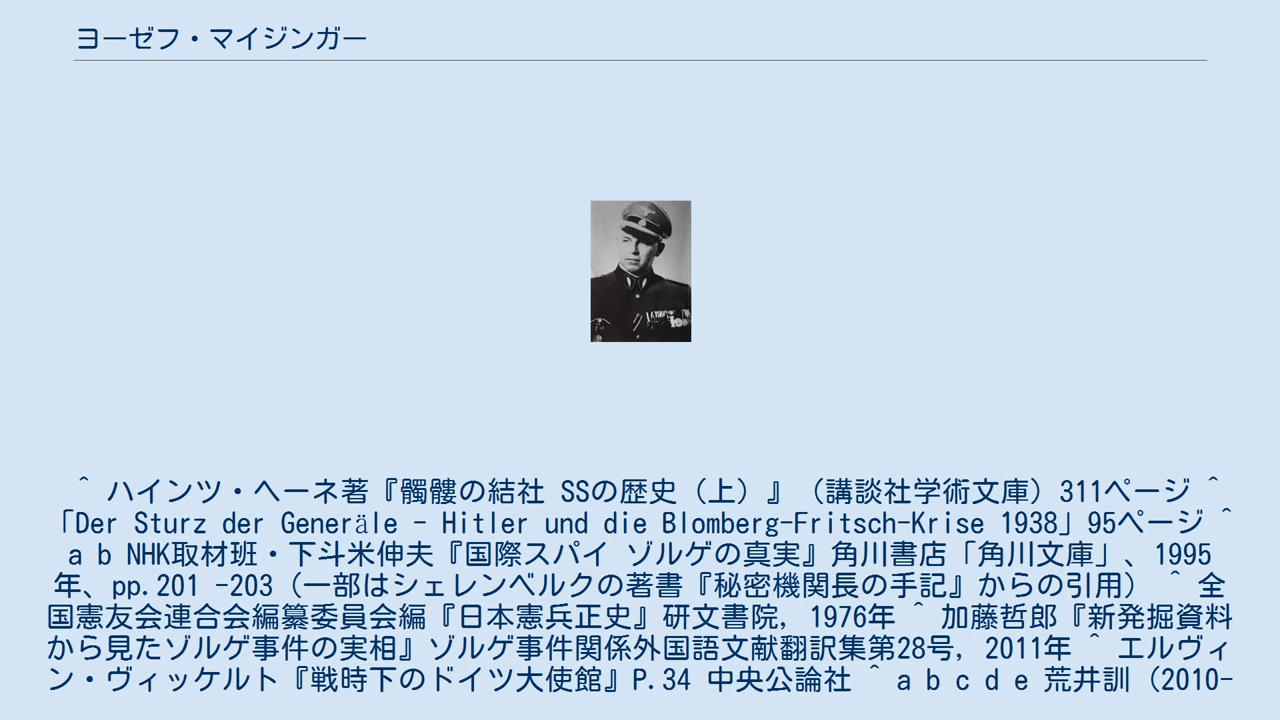 ヨーゼフ・マイジンガー
^ ハインツ・ヘーネ著『髑髏の結社 SSの歴史（上）』（講談社学術文庫）311ページ ^
「Der Sturz der Generäle - Hitler und die Blomberg-Fritsch-Krise 1938」95ページ ^
a b NHK取材班・下斗米伸夫『国際スパイ ゾルゲの真実』角川書店「角川文庫」、1995
年、pp.201 -203（一部はシェレンベルクの著書『秘密機関長の手記』からの引用） ^ 全
国憲友会連合会編纂委員会編『日本憲兵正史』研文書院, 1976年 ^ 加藤哲郎『新発掘資料
から見たゾルゲ事件の実相』ゾルゲ事件関係外国語文献翻訳集第28号, 2011年 ^ エルヴィ
ン・ヴィッケルト『戦時下のドイツ大使館』P.34 中央公論社 ^ a b c d e 荒井訓（2010-